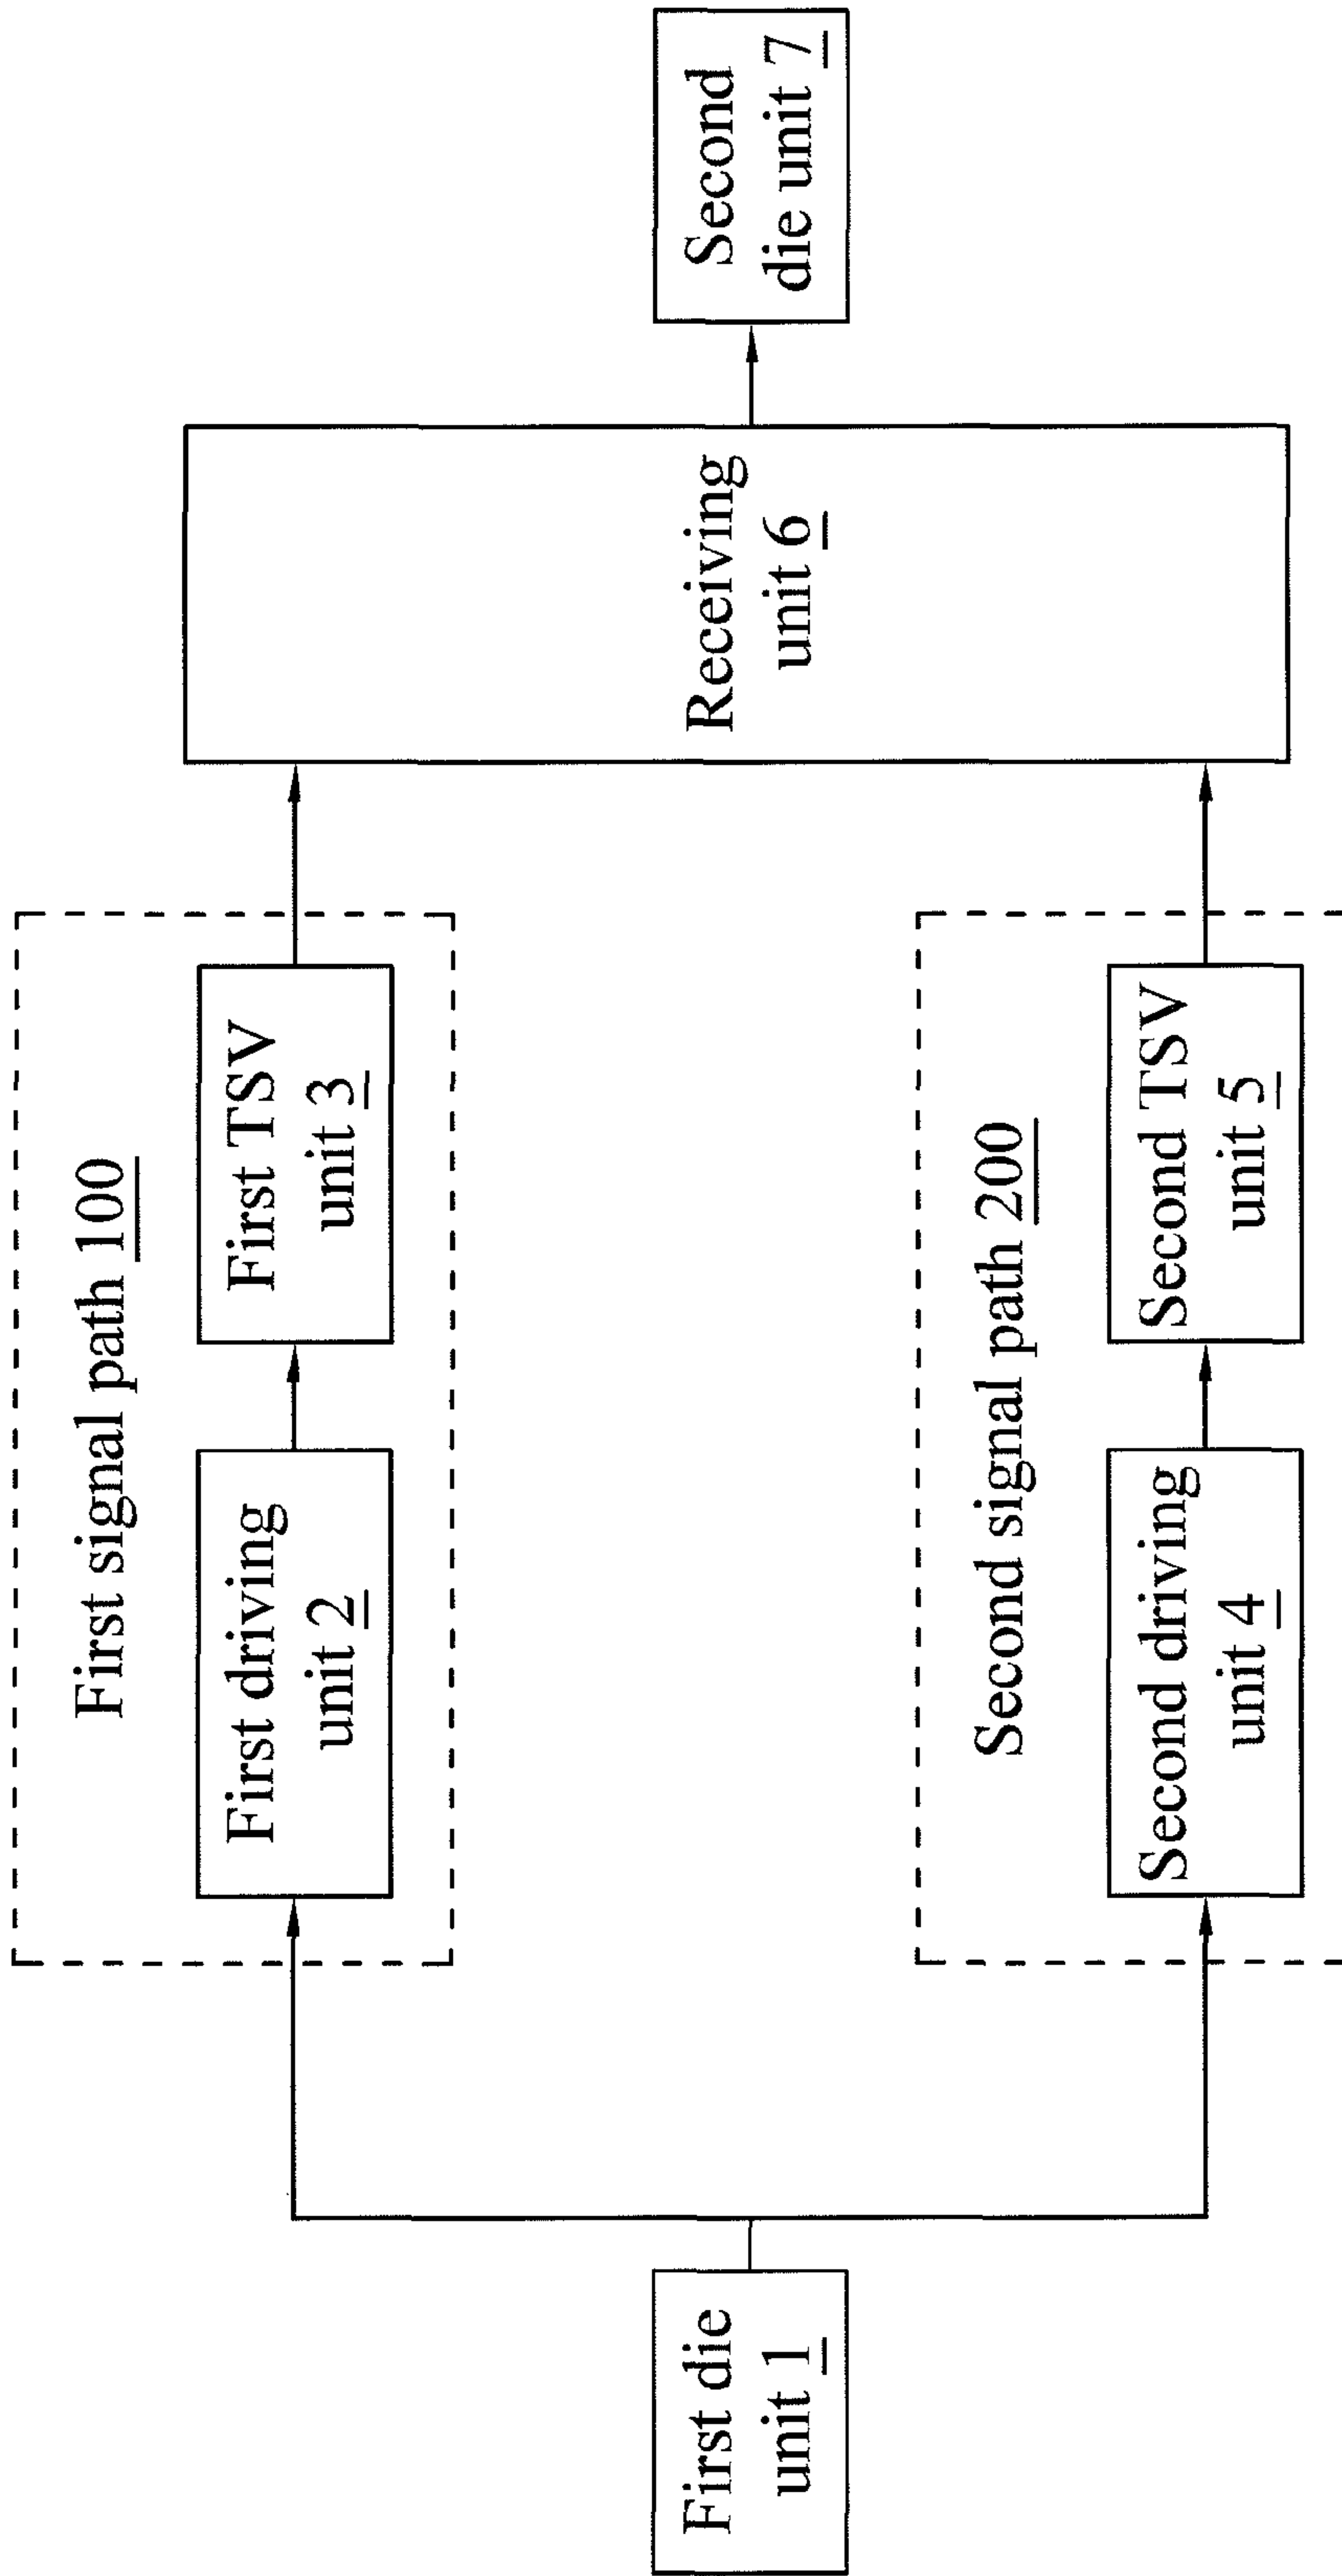 First die
unit 1
First signal path 100
First driving
unit 2
First TSV
unit 3
Second signal path 200
Second driving
unit 4
Second TSV
unit 5
Receiving
unit 6
Second
die unit 7